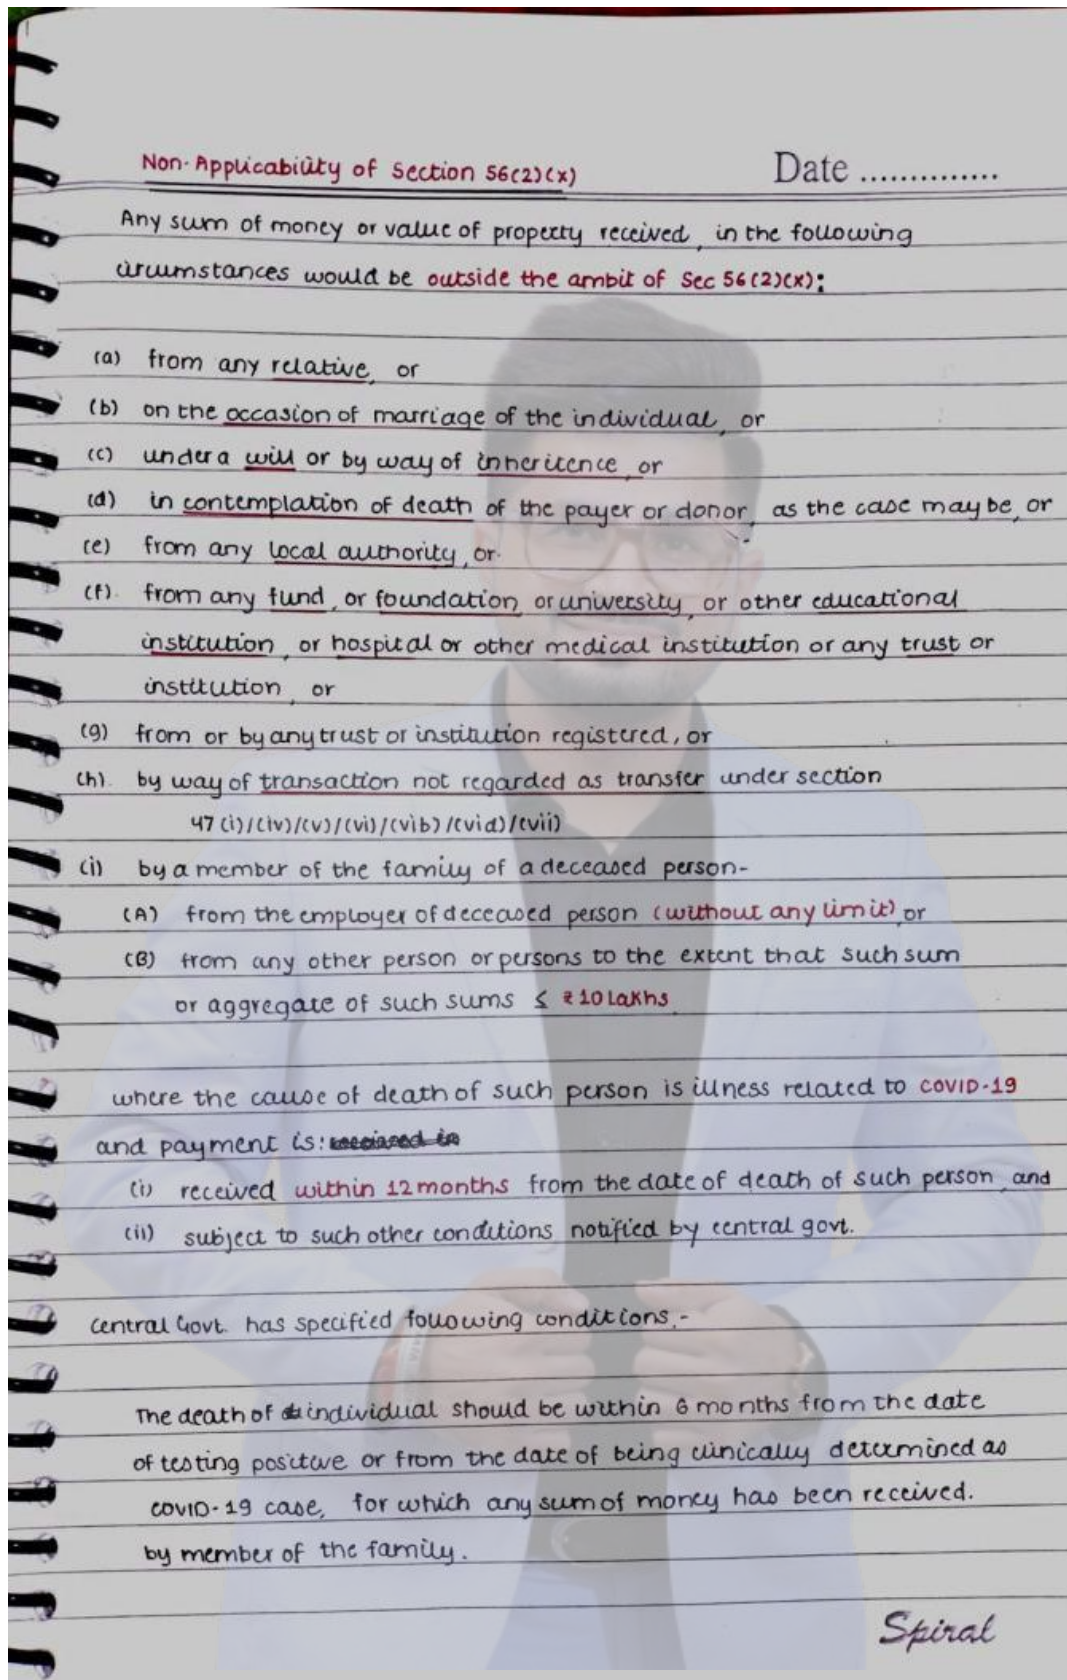 Non-Applicability of Section 56(2)(x)
Date ..............
Any sum of money or value of property received, in the following
circumstances would be outside the ambit of Sec 56(2)(x):
(a) from any relative, or
(b) on the occasion of marriage of the individual, or
(c) under a will or by way of inheritence, or
(d) in contemplation of death of the payer or donor, as the case may be, or
(e) from any local authority, or
(f). from any fund, or foundation, or university, or other educational
institution, or hospital or other medical institution or any trust or
institution, or
(g) from or by any trust or institution registered, or
(h). by way of transaction not regarded as transfer under section
47 (i)/(iv)/(v)/(vi)/(vib)/(vid)/(vii)
(i) by a member of the family of a deceased person-
(A) from the employer of deceased person (without any limit), or
(B) from any other person or persons to the extent that such sum
or aggregate of such sums ≤ ₹10 Lakhs.
where the cause of death of such person is illness related to COVID-19
and payment is: received in
(i) received within 12 months from the date of death of such person, and
(ii) subject to such other conditions notified by central govt.
Central Govt. has specified following conditions.-
The death of individual should be within 6 months from the date
of testing positive or from the date of being clinically determined as
COVID-19 case, for which any sum of money has been received.
by member of the family.
Spiral